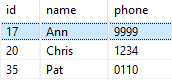 id name phone
17 Ann 9999
20 Chris 1234
35 Pat 0110